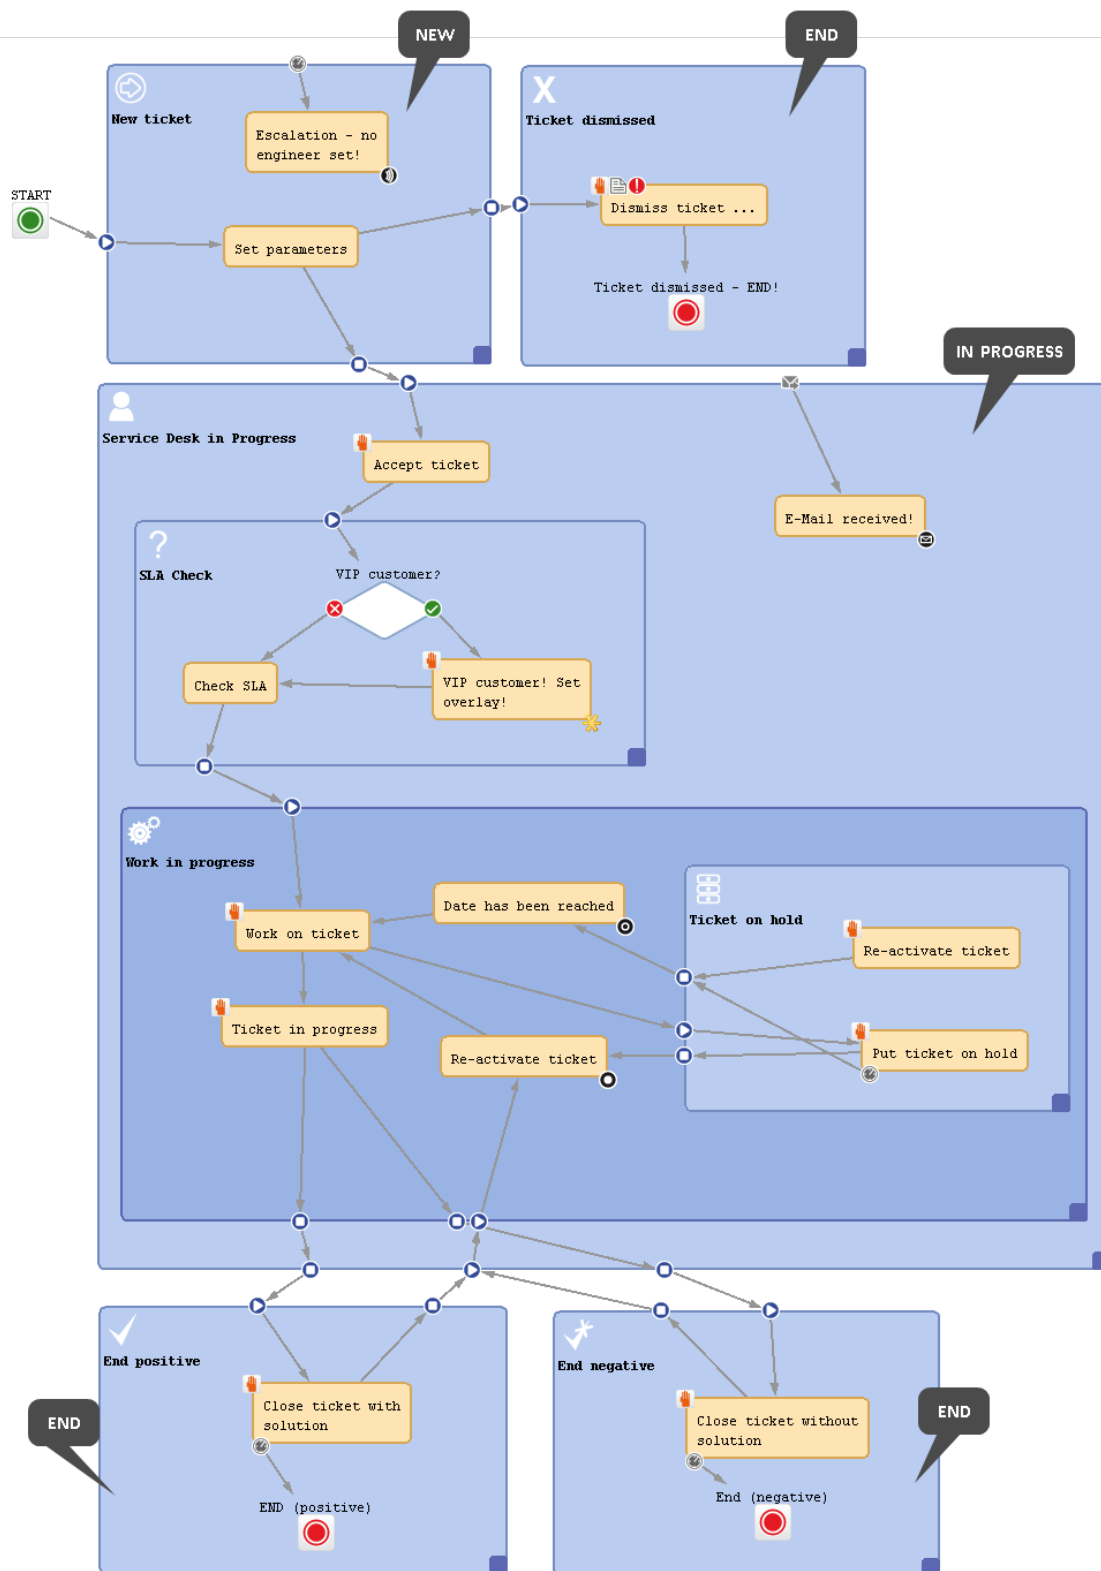 NEW
END
New ticket
Escalation - no
engineer set!
Ticket dismissed
START
Dismiss ticket ...
Set parameters
Ticket dismissed - END!
IN PROGRESS
Service Desk in Progress
Accept ticket
E-Mail received!
SLA Check
VIP customer?
Check SLA
VIP customer! Set
overlay!
Work in progress
Date has been reached
Ticket on hold
Work on ticket
Re-activate ticket
Ticket in progress
Re-activate ticket
Put ticket on hold
End positive
End negative
Close ticket with
solution
Close ticket without
solution
END
END
END (positive)
End (negative)